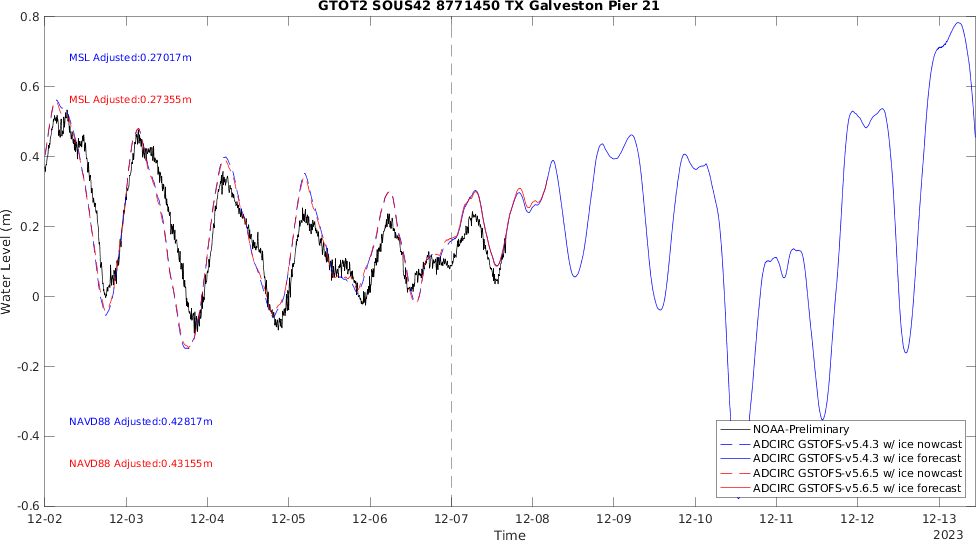 GTOT2 SOUS42 8771450 TX Galveston Pier 21
0.8
0.6
0.4
0.2
0
-0.2
-0.4
-0.6
Water Level (m)
MSL Adjusted:0.27017m
MSL Adjusted:0.27355m
NAVD88 Adjusted:0.42817m
NAVD88 Adjusted:0.43155m
NOAA-Preliminary
ADCIRC GSTOFS-v5.4.3 w/ ice nowcast
ADCIRC GSTOFS-v5.4.3 w/ ice forecast
ADCIRC GSTOFS-v5.6.5 w/ ice nowcast
ADCIRC GSTOFS-v5.6.5 w/ ice forecast
12-02 12-03 12-04 12-05 12-06 12-07 12-08 12-09 12-10 12-11 12-12 12-13
Time
2023